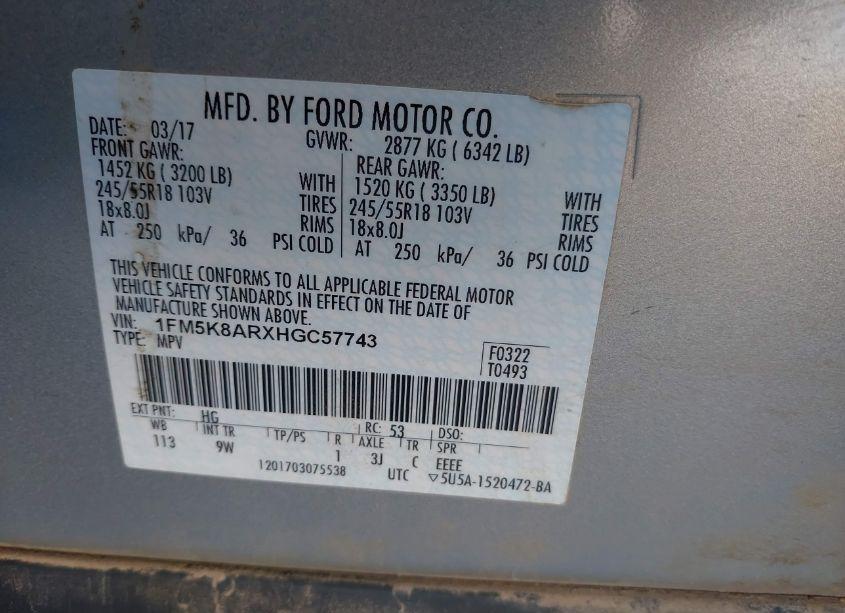 MFD. BY FORD MOTOR CO.
DATE: 03/17 GVWR: 2877 KG ( 6342 LB)
FRONT GAWR: REAR GAWR:
1452 KG ( 3200 LB) WITH 1520 KG ( 3350 LB) WITH
245/55R18 103V TIRES 245/55R18 103V TIRES
18x8.0J RIMS 18x8.0J RIMS
AT 250 kPa/ 36 PSI COLD AT 250 kPa/ 36 PSI COLD
THIS VEHICLE CONFORMS TO ALL APPLICABLE FEDERAL MOTOR
VEHICLE SAFETY STANDARDS IN EFFECT ON THE DATE OF
MANUFACTURE SHOWN ABOVE.
VIN: 1FM5K8ARXHGC57743
TYPE: MPV
F0322
T0493
EXT PNT: HG RC: 53 DSO:
WB INT TR TP/PS R AXLE TR SPR
113 9W 1 3J C EEEE
1201703075538 UTC ▽5U5A-1520472-BA